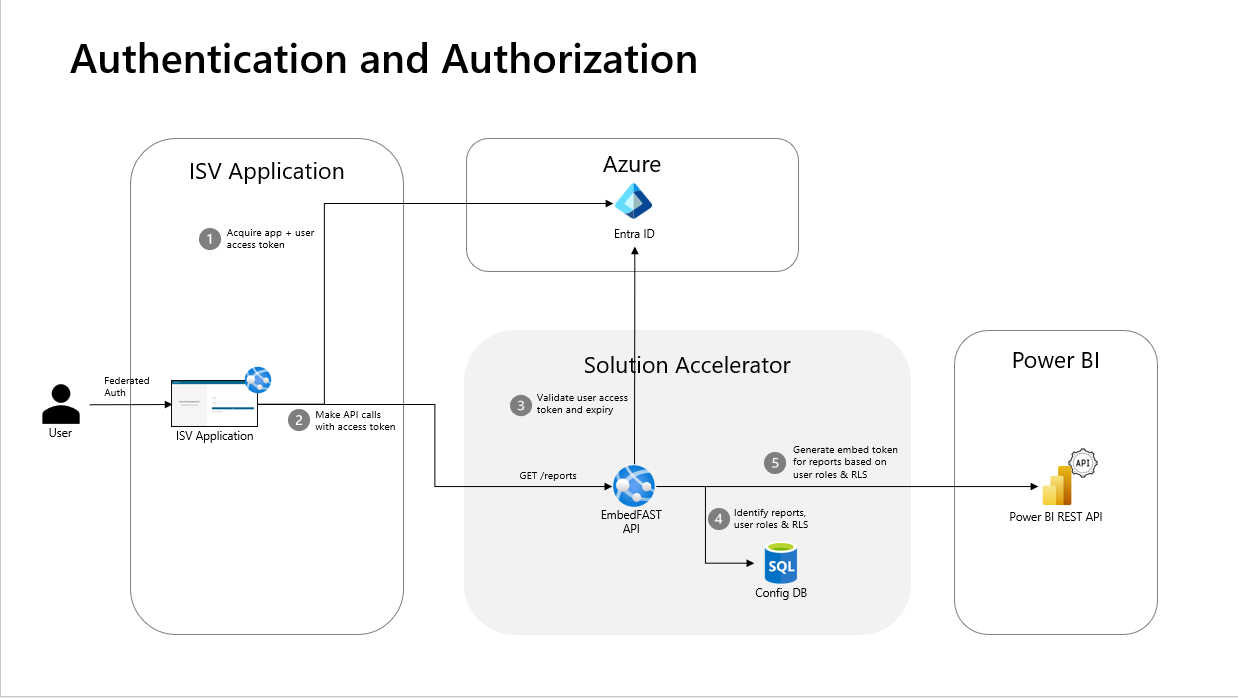 Authentication and Authorization
ISV Application
Azure
Entra ID
1
Acquire app + user
access token
Solution Accelerator
Power BI
Federated
Auth
User
ISV Application
2
Make API calls
with access token
3
Validate user access
token and expiry
GET /reports
EmbedFAST
API
5
Generate embed token
for reports based on
user roles & RLS
API
Power BI REST API
4
Identify reports,
user roles & RLS
SQL
Config DB